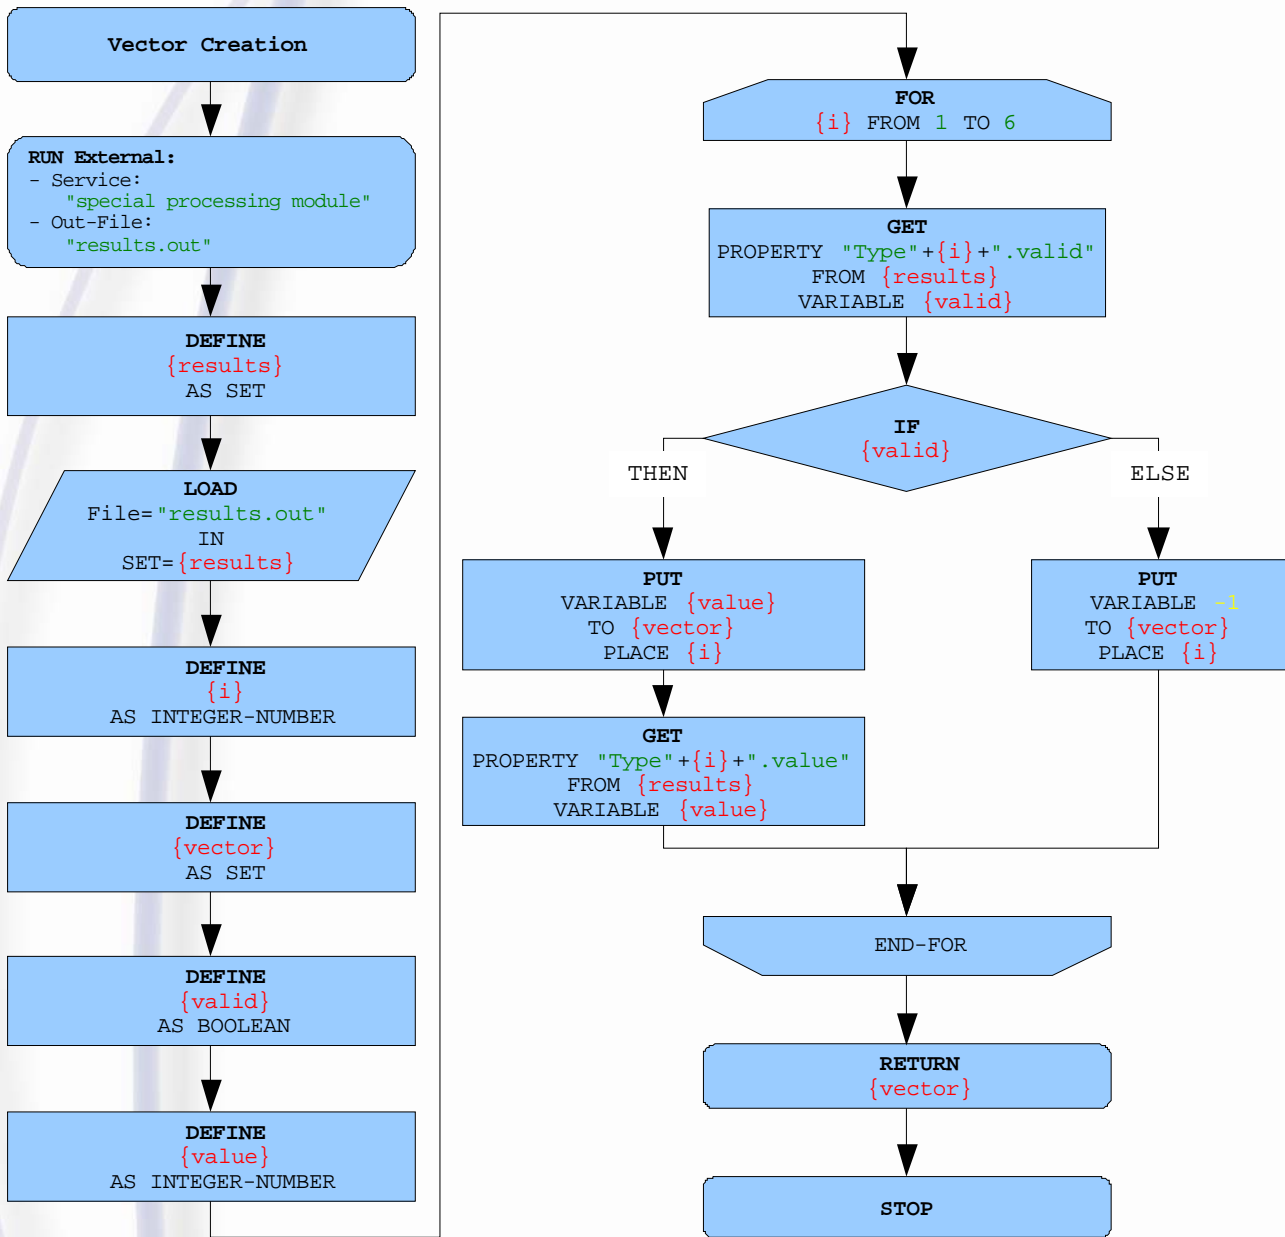 Vector Creation
RUN External:
- Service:
"special processing module"
- Out-File:
"results.out"
DEFINE
{results}
AS SET
LOAD
File="results.out"
IN
SET={results}
DEFINE
{i}
AS INTEGER-NUMBER
DEFINE
{vector}
AS SET
DEFINE
{valid}
AS BOOLEAN
DEFINE
{value}
AS INTEGER-NUMBER
FOR
{i} FROM 1 TO 6
GET
PROPERTY "Type"+{i}+".valid"
FROM {results}
VARIABLE {valid}
IF
{valid}
THEN
ELSE
PUT
VARIABLE {value}
TO {vector}
PLACE {i}
PUT
VARIABLE -1
TO {vector}
PLACE {i}
GET
PROPERTY "Type"+{i}+".value"
FROM {results}
VARIABLE {value}
END-FOR
RETURN
{vector}
STOP